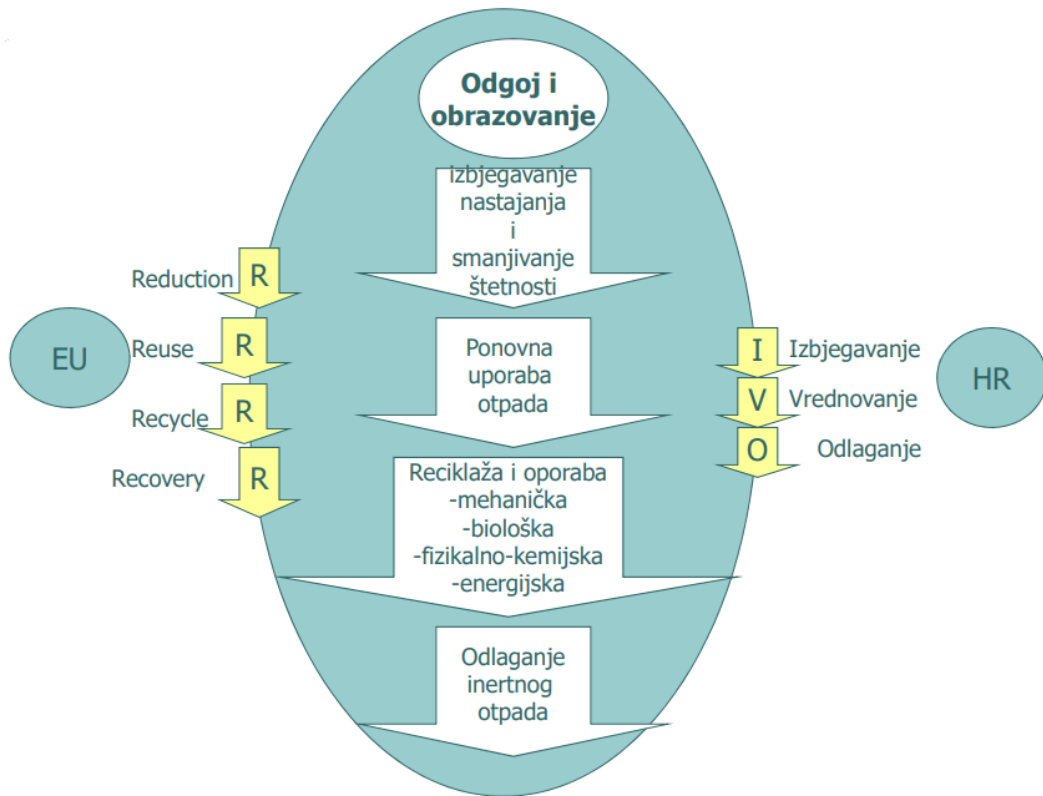 Odgoj i
obrazovanje
izbjegavanje
nastajanja
i
smanjivanje
štetnosti
Reduction R
EU
Reuse R
Recycle R
Recovery R
Ponovna
uporaba
otpada
I Izbjegavanje
V Vrednovanje
O Odlaganje
HR
Reciklaža i oporaba
-mehanička
-biološka
-fizikalno-kemijska
-energijska
Odlaganje
inertnog
otpada